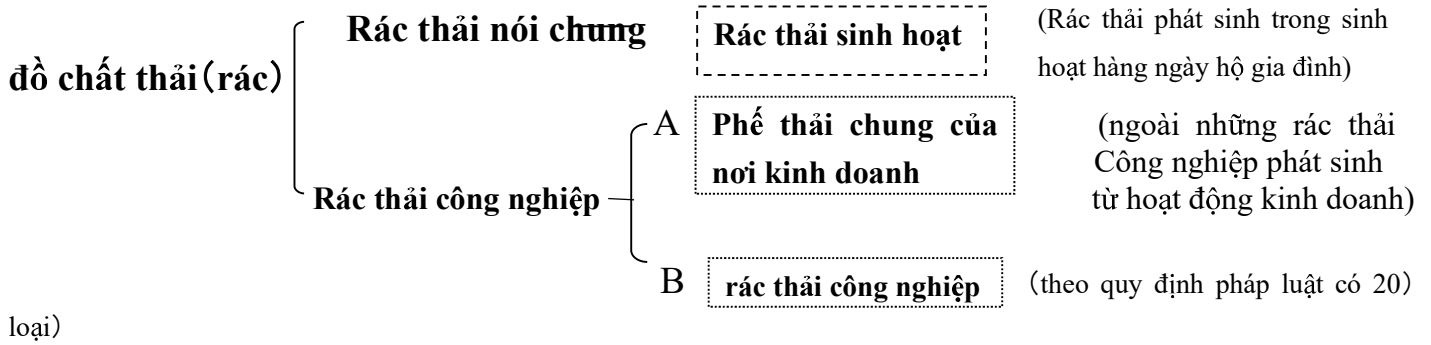 Rác thải nói chung
Rác thải sinh hoạt
(Rác thải phát sinh trong sinh
hoạt hàng ngày hộ gia đình)
đồ chất thải(rác)
A
Phế thải chung của
nơi kinh doanh
(ngoài những rác thải
Công nghiệp phát sinh
từ hoạt động kinh doanh)
Rác thải công nghiệp
B
rác thải công nghiệp
(theo quy định pháp luật có 20)
loại)